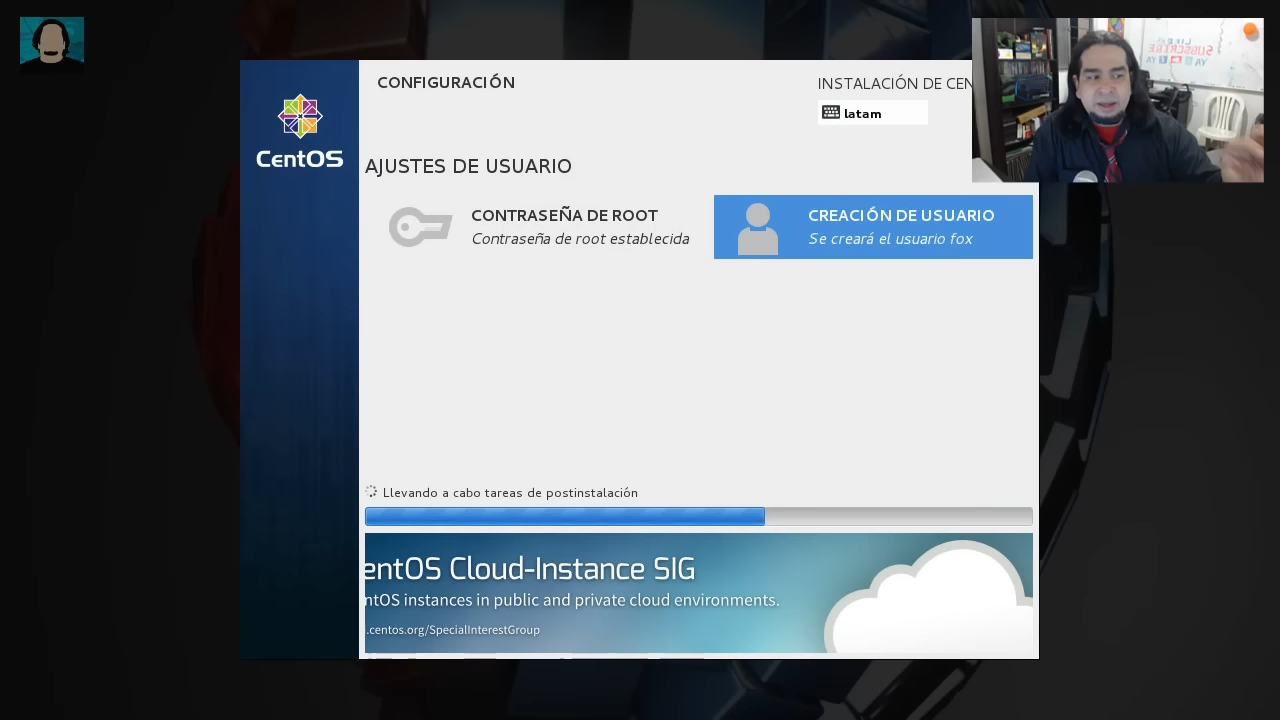 CONFIGURACIÓN
INSTALACIÓN DE CEN
latam
CentOS
AJUSTES DE USUARIO
CONTRASEÑA DE ROOT
Contraseña de root establecida
CREACIÓN DE USUARIO
Se creará el usuario fox
Llevando a cabo tareas de postinstalación
entOS Cloud-Instance SIG
ntOS instances in public and private cloud environments.
.centos.org/SpecialInterestGroup